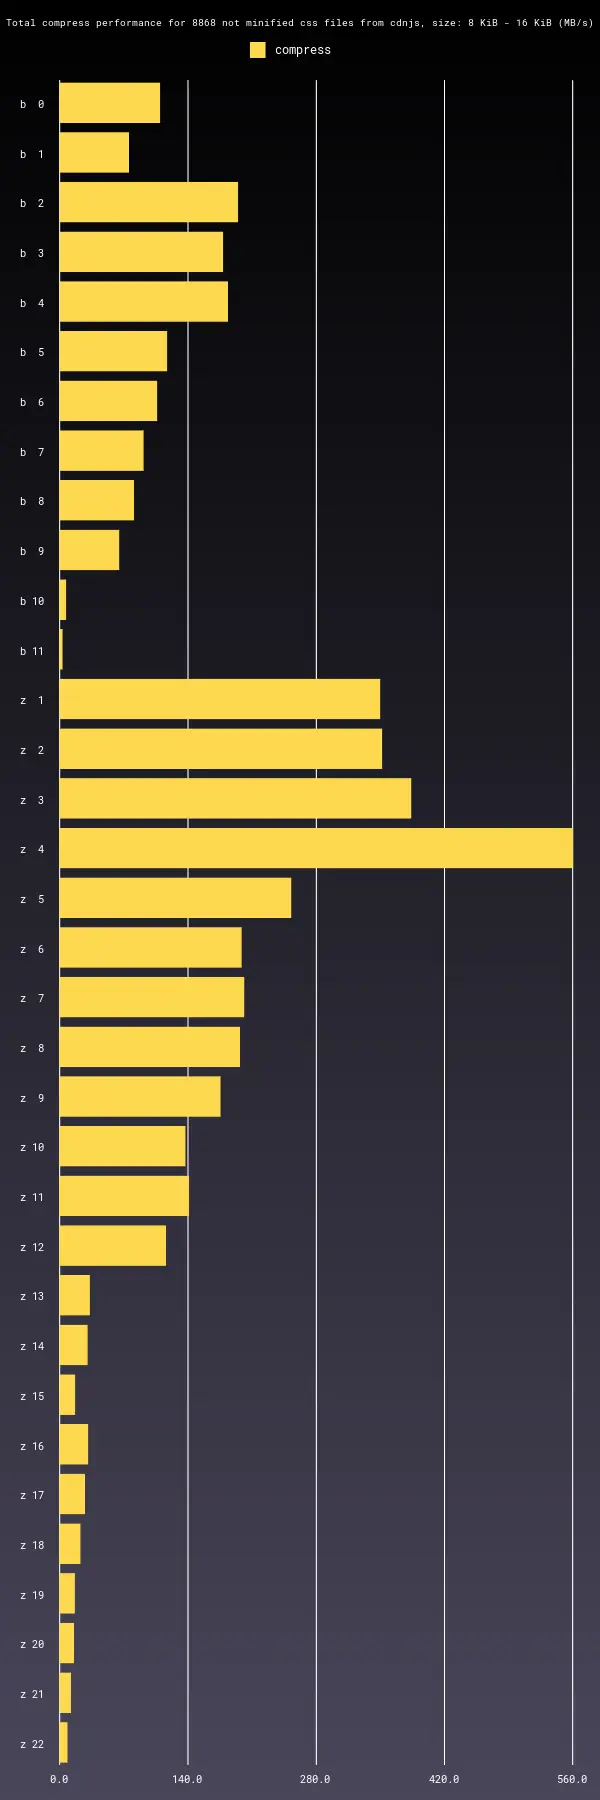 Total compress performance for 8868 not minified css files from cdnjs, size: 8 KiB - 16 KiB (MB/s)
compress
b 0
b 1
b 2
b 3
b 4
b 5
b 6
b 7
b 8
b 9
b 10
b 11
z 1
z 2
z 3
z 4
z 5
z 6
z 7
z 8
z 9
z 10
z 11
z 12
z 13
z 14
z 15
z 16
z 17
z 18
z 19
z 20
z 21
z 22
0.0 140.0 280.0 420.0 560.0